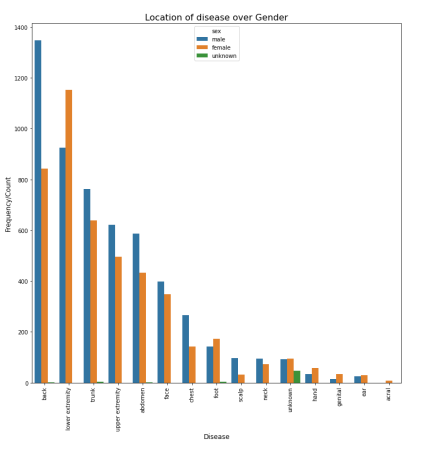 Location of disease over Gender
sex
male
female
unknown
Frequency/Count
1400
1200
1000
800
600
400
200
0
back
lower extremity
trunk
upper extremity
abdomen
face
chest
foot
scalp
neck
unknown
hand
genital
ear
acral
Disease